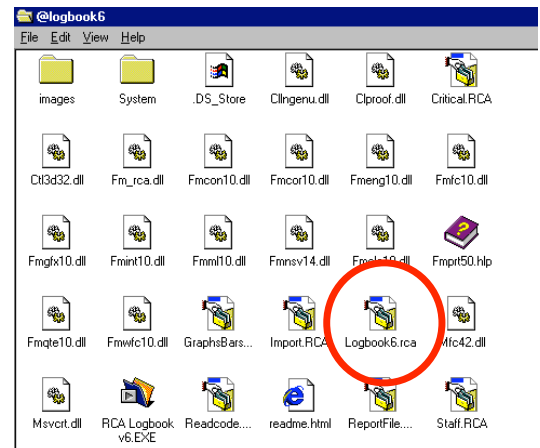 @logbook6
File Edit View Help
images System .DS_Store Cllngenu.dll Clproof.dll Critical.RCA
Ctl3d32.dll Fm_rca.dll Fmcon10.dll Fmcor10.dll Fmeng10.dll Fmfc10.dll
Fmgfx10.dll Fmint10.dll Fmml10.dll Fmnsv14.dll Fmprt50.hlp
Fmqte10.dll Fmwfc10.dll GraphsBars... Import.RCA Logbook6.rca Mfc42.dll
Msvcrt.dll RCA Logbook Readcode.... readme.html ReportFile.... Staff.RCA
v6.EXE